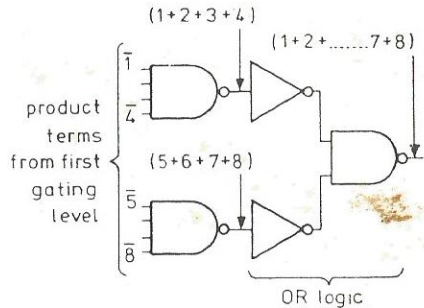 (1+2+3+4)
(1+2+.......7+8)
1̅
4̅
product
terms
from first
gating
level
(5+6+7+8)
5̅
8̅
OR logic